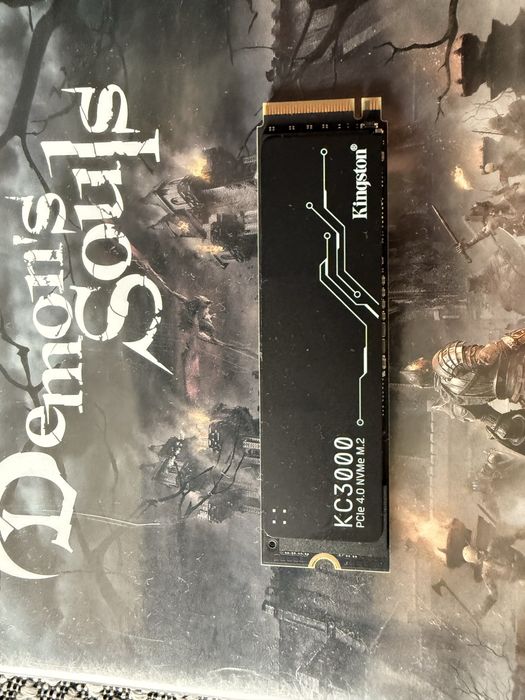 Demon's
Souls
Kingston®
KC3000
PCIe 4.0 NVMe M.2